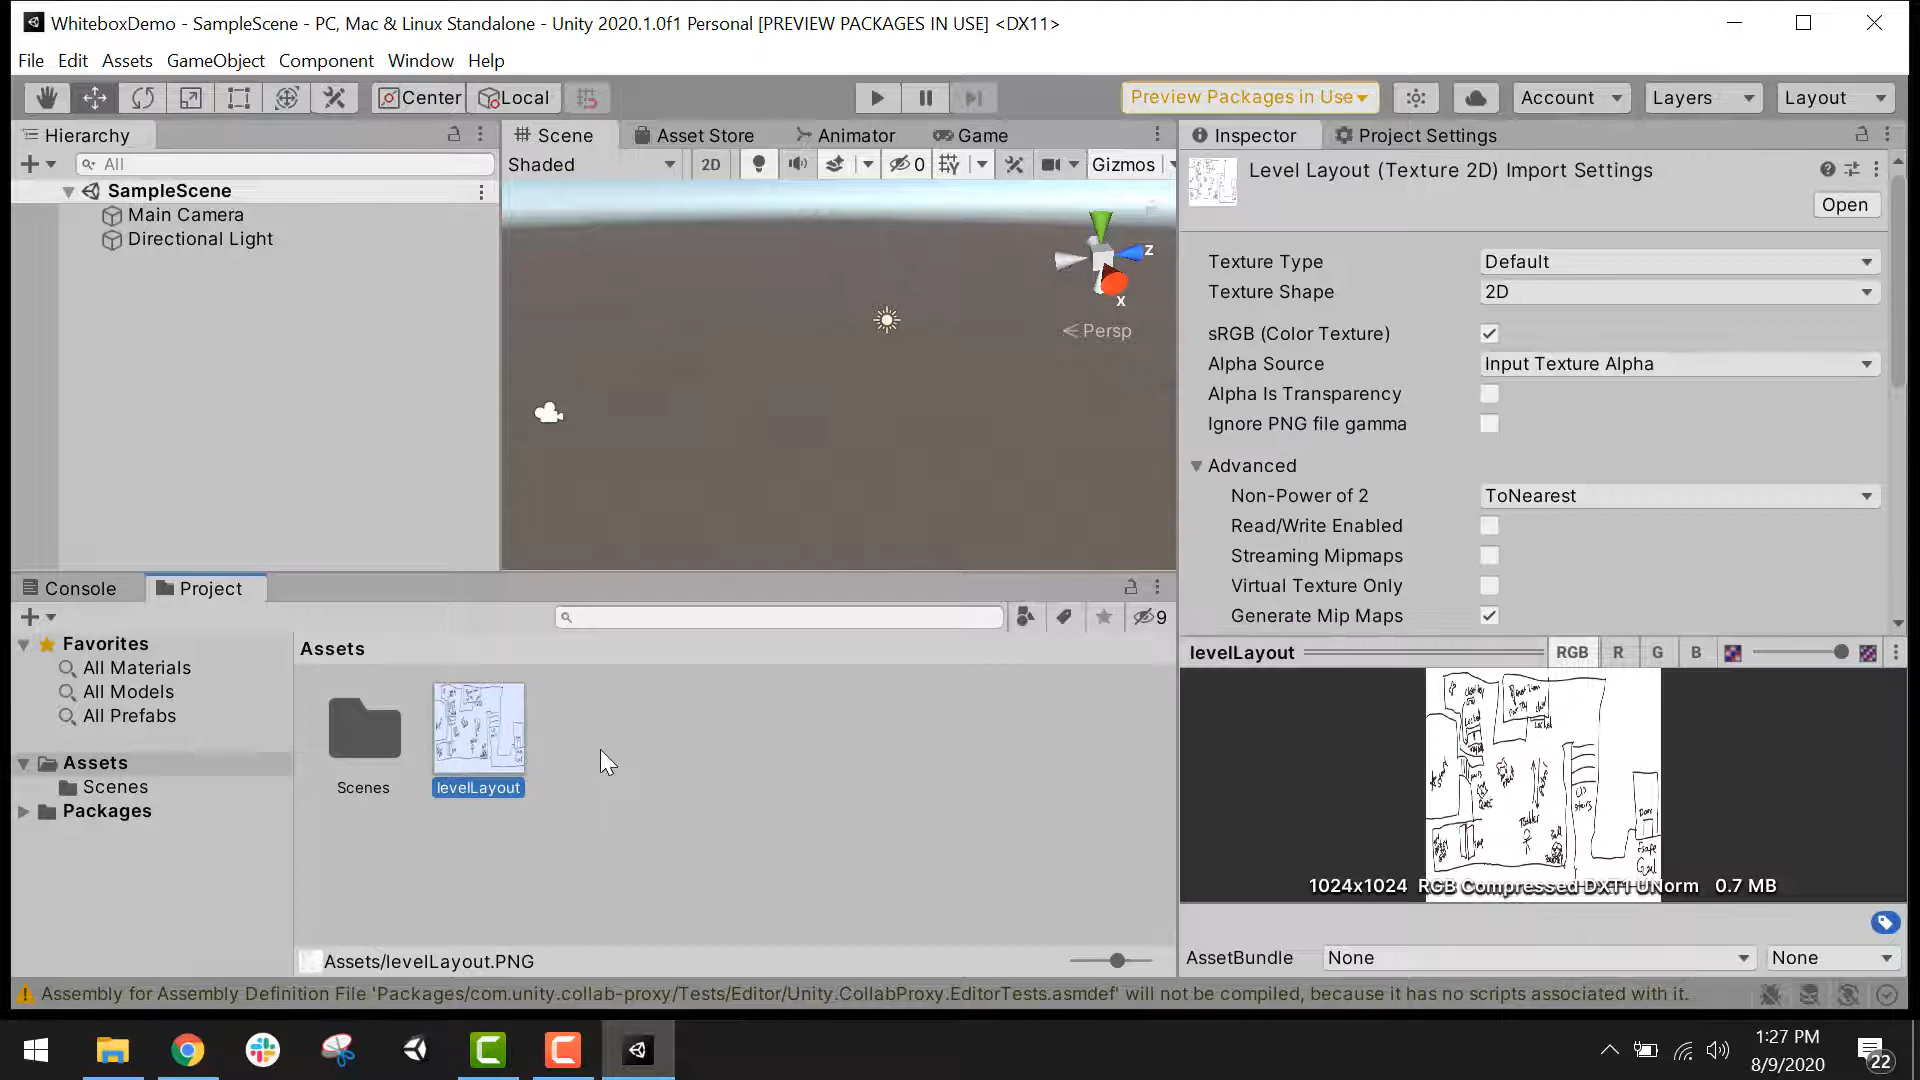 WhiteboxDemo - SampleScene - PC, Mac & Linux Standalone - Unity 2020.1.0f1 Personal [PREVIEW PACKAGES IN USE] <DX11>
File Edit Assets GameObject Component Window Help
Center Local Preview Packages in Use Account Layers Layout
Hierarchy
All
SampleScene
Main Camera
Directional Light
Scene Asset Store Animator Game
Shaded 2D 0 Gizmos
z
x
Persp
Inspector Project Settings
Level Layout (Texture 2D) Import Settings
Open
Texture Type Default
Texture Shape 2D
sRGB (Color Texture)
Alpha Source Input Texture Alpha
Alpha Is Transparency
Ignore PNG file gamma
Advanced
Non-Power of 2 ToNearest
Read/Write Enabled
Streaming Mipmaps
Virtual Texture Only
Generate Mip Maps
Console Project
9
Favorites
All Materials
All Models
All Prefabs
Assets
Scenes
Packages
Assets
Scenes
levelLayout
Assets/levelLayout.PNG
levelLayout RGB R G B
Locked
Up
Stairs
Door
Escape
Goal
1024x1024 RGB Compressed DXT1 UNorm 0.7 MB
AssetBundle None None
Assembly for Assembly Definition File 'Packages/com.unity.collab-proxy/Tests/Editor/Unity.CollabProxy.EditorTests.asmdef' will not be compiled, because it has no scripts associated with it.
1:27 PM
8/9/2020
22